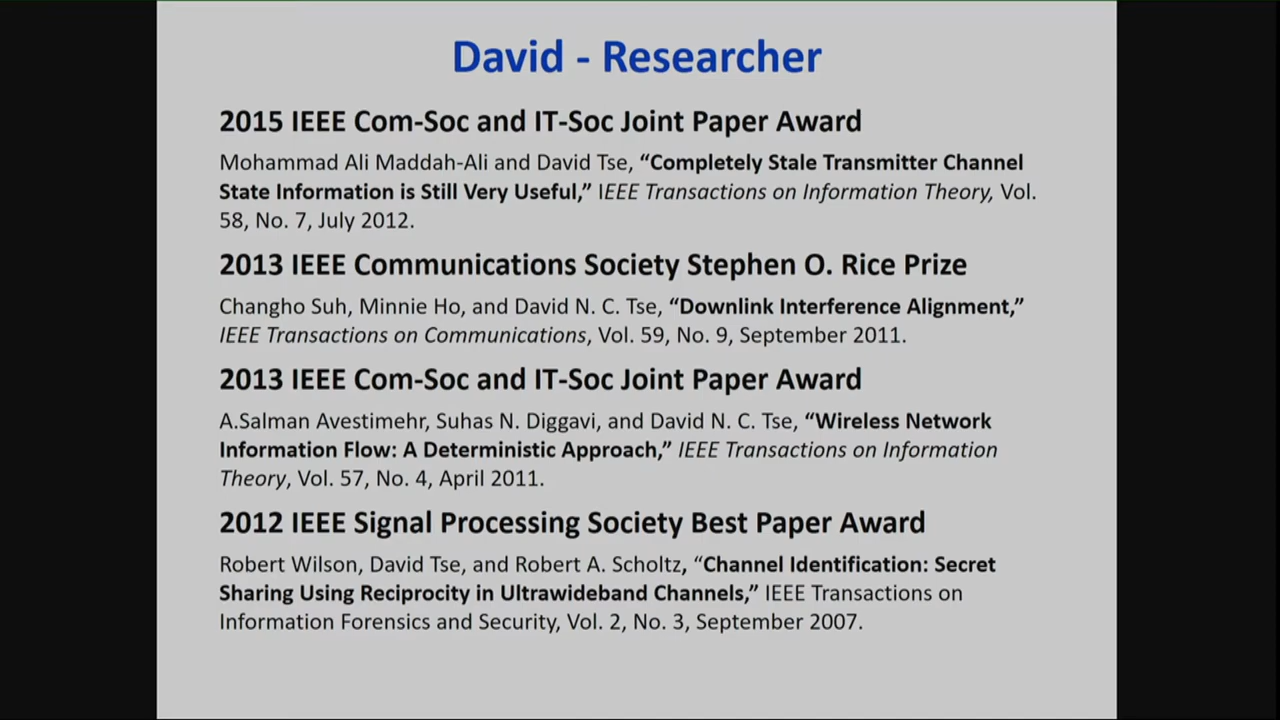 David - Researcher
2015 IEEE Com-Soc and IT-Soc Joint Paper Award
Mohammad Ali Maddah-Ali and David Tse, “Completely Stale Transmitter Channel
State Information is Still Very Useful,” IEEE Transactions on Information Theory, Vol.
58, No. 7, July 2012.
2013 IEEE Communications Society Stephen O. Rice Prize
Changho Suh, Minnie Ho, and David N. C. Tse, “Downlink Interference Alignment,”
IEEE Transactions on Communications, Vol. 59, No. 9, September 2011.
2013 IEEE Com-Soc and IT-Soc Joint Paper Award
A.Salman Avestimehr, Suhas N. Diggavi, and David N. C. Tse, “Wireless Network
Information Flow: A Deterministic Approach,” IEEE Transactions on Information
Theory, Vol. 57, No. 4, April 2011.
2012 IEEE Signal Processing Society Best Paper Award
Robert Wilson, David Tse, and Robert A. Scholtz, “Channel Identification: Secret
Sharing Using Reciprocity in Ultrawideband Channels,” IEEE Transactions on
Information Forensics and Security, Vol. 2, No. 3, September 2007.